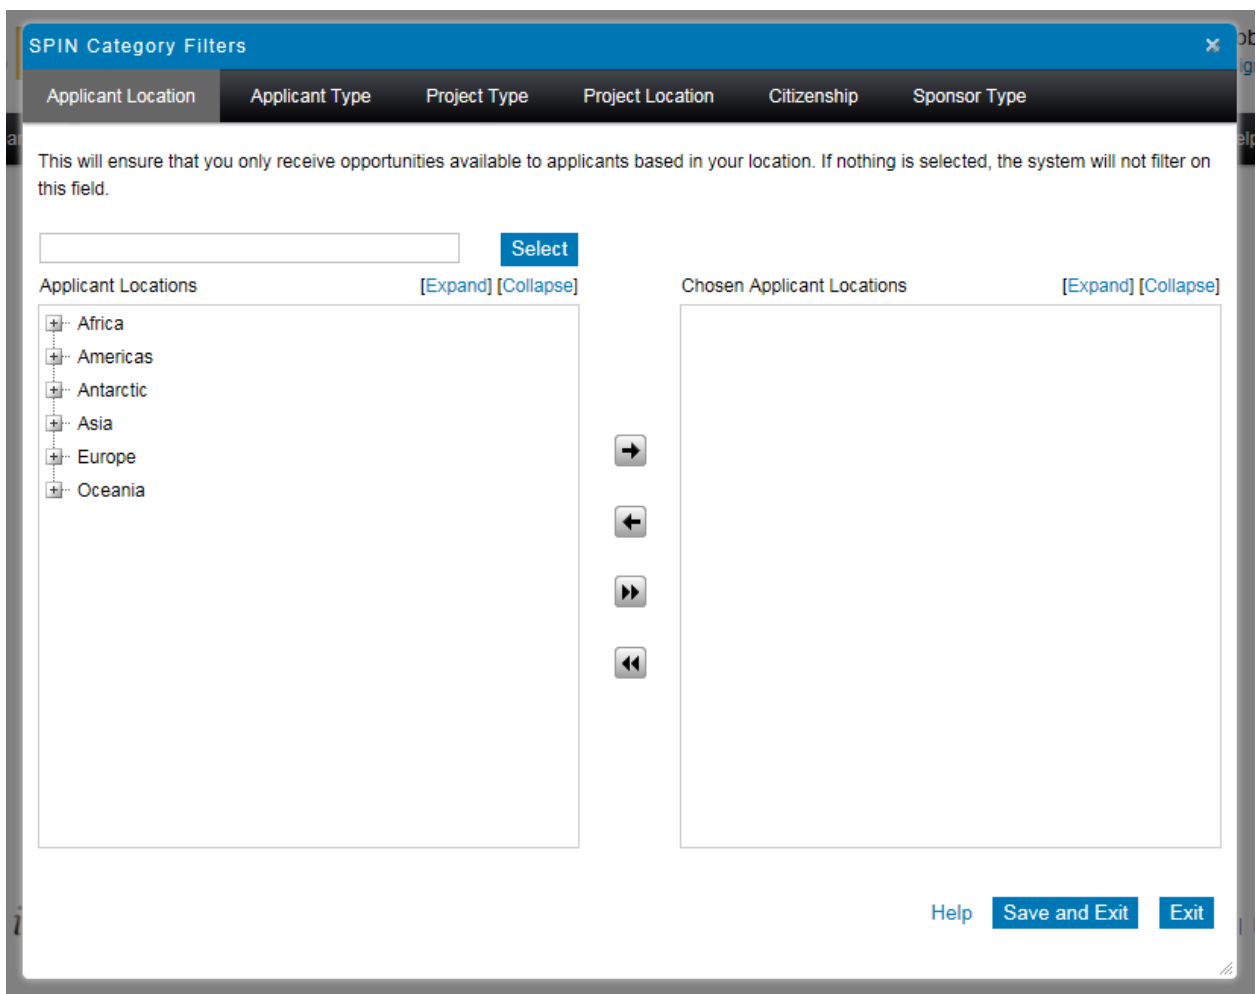 SPIN Category Filters
Applicant Location Applicant Type Project Type Project Location Citizenship Sponsor Type
This will ensure that you only receive opportunities available to applicants based in your location. If nothing is selected, the system will not filter on
this field.
Select
Applicant Locations [Expand] [Collapse] Chosen Applicant Locations [Expand] [Collapse]
Africa
Americas
Antarctic
Asia
Europe
Oceania
Help Save and Exit Exit